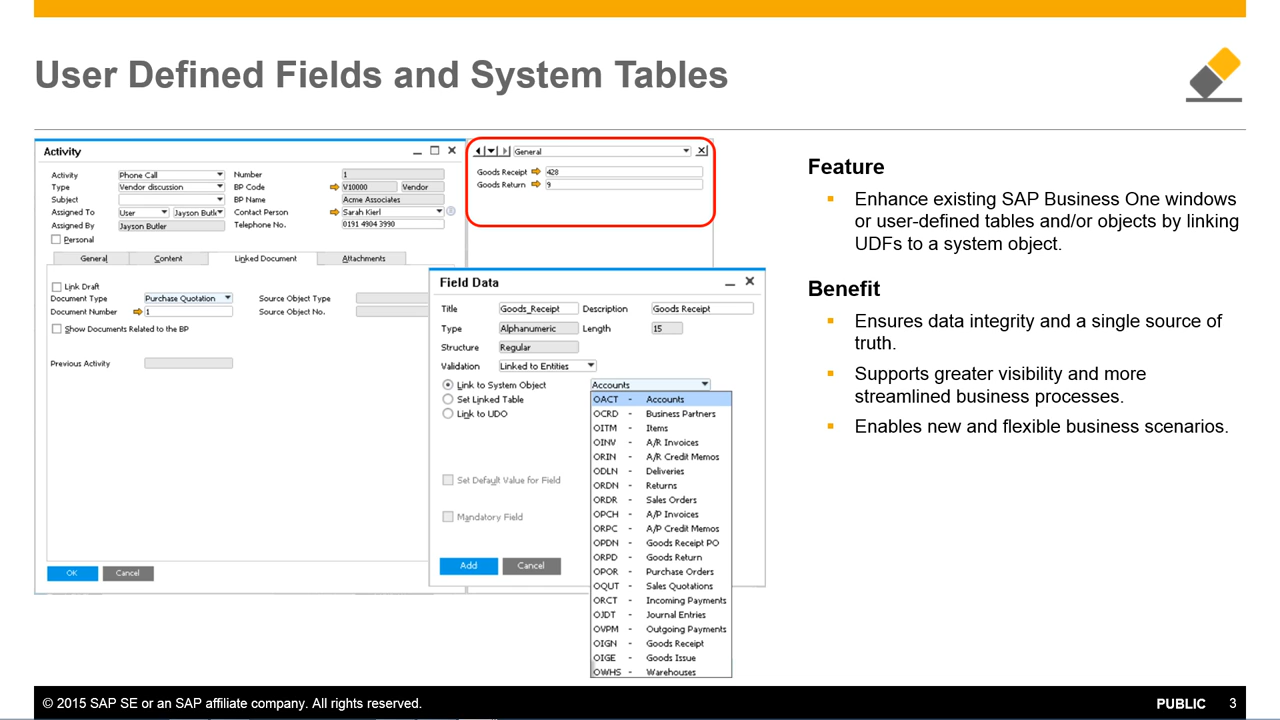 User Defined Fields and System Tables
Activity
Activity Phone Call Number 1
Type Vendor discussion BP Code V10000 Vendor
Subject BP Name Acme Associates
Assigned To User Jayson Butl Contact Person Sarah Kierl
Assigned By Jayson Butler Telephone No. 0191 4904 3990
Personal
General Content Linked Document Attachments
Link Draft
Document Type Purchase Quotation Source Object Type
Document Number 1 Source Object No.
Show Documents Related to the BP
Previous Activity
OK Cancel
General
Goods Receipt 428
Goods Return 9
Field Data
Title Goods_Receipt Description Goods Receipt
Type Alphanumeric Length 15
Structure Regular
Validation Linked to Entities
Link to System Object Accounts
Set Linked Table
Link to UDO
Set Default Value for Field
Mandatory Field
Add Cancel
OACT - Accounts
OCRD - Business Partners
OITM - Items
OINV - A/R Invoices
ORIN - A/R Credit Memos
ODLN - Deliveries
ORDN - Returns
ORDR - Sales Orders
OPCH - A/P Invoices
ORPC - A/P Credit Memos
OPDN - Goods Receipt PO
ORPD - Goods Return
OPOR - Purchase Orders
OQUT - Sales Quotations
ORCT - Incoming Payments
OJDT - Journal Entries
OVPM - Outgoing Payments
OIGN - Goods Receipt
OIGE - Goods Issue
OWHS - Warehouses
Feature
Enhance existing SAP Business One windows
or user-defined tables and/or objects by linking
UDFs to a system object.
Benefit
Ensures data integrity and a single source of
truth.
Supports greater visibility and more
streamlined business processes.
Enables new and flexible business scenarios.
© 2015 SAP SE or an SAP affiliate company. All rights reserved.
PUBLIC 3